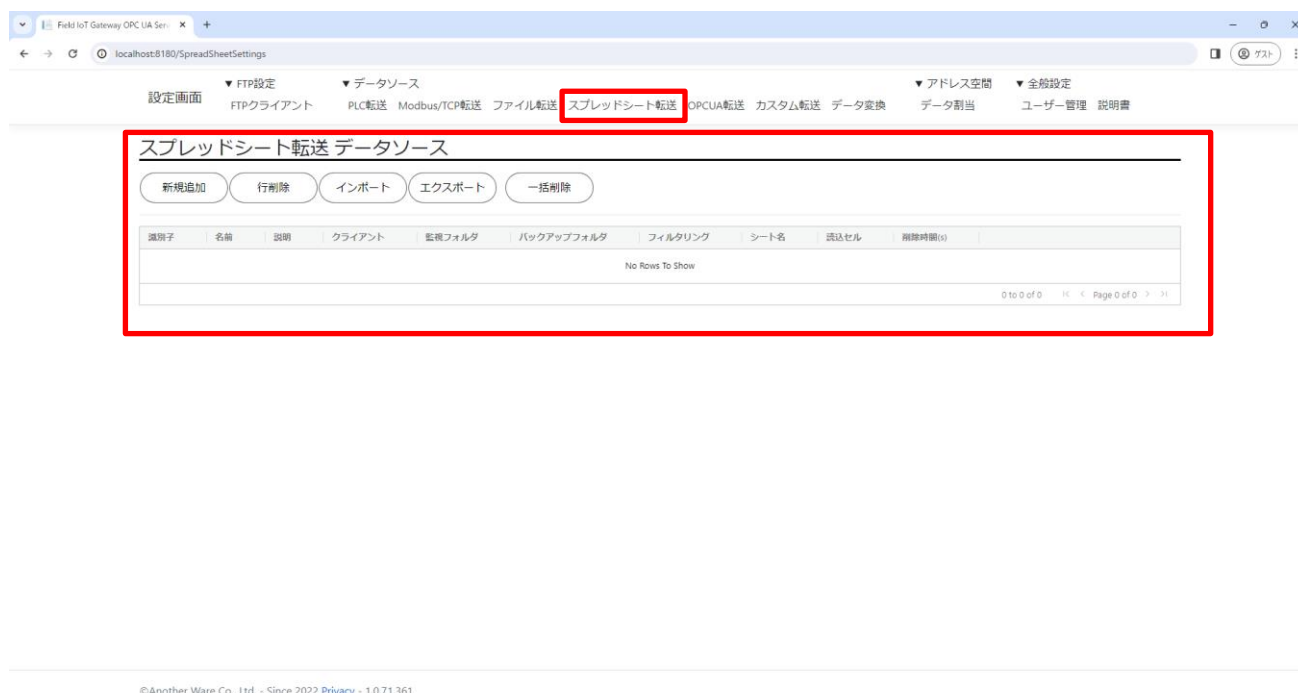 Field IoT Gateway OPC UA Ser
localhost:8180/SpreadSheetSettings
ゲスト
設定画面
▼ FTP設定 ▼ データソース ▼ アドレス空間 ▼ 全般設定
FTPクライアント PLC転送 Modbus/TCP転送 ファイル転送 スプレッドシート転送 OPCUA転送 カスタム転送 データ変換 データ割当 ユーザー管理 説明書
スプレッドシート転送 データソース
新規追加 行削除 インポート エクスポート 一括削除
識別子 名前 説明 クライアント 監視フォルダ バックアップフォルダ フィルタリング シート名 読込セル 削除時間(s)
No Rows To Show
0 to 0 of 0 Page 0 of 0
©Another Ware Co., Ltd. - Since 2022 Privacy - 1.0.71.361